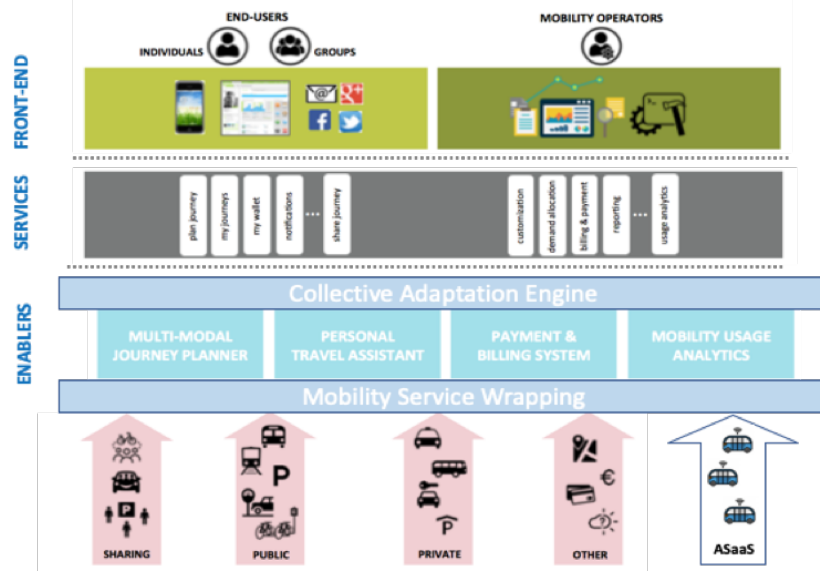 END-USERS
MOBILITY OPERATORS
INDIVIDUALS
GROUPS
FRONT-END
@
g+
f
>_
SERVICES
plan journey
my journeys
my wallet
notifications
...
share journey
customization
demand allocation
billing & payment
reporting
...
usage analytics
ENABLERS
Collective Adaptation Engine
MULTI-MODAL
JOURNEY PLANNER
PERSONAL
TRAVEL ASSISTANT
PAYMENT &
BILLING SYSTEM
MOBILITY USAGE
ANALYTICS
Mobility Service Wrapping
P
P
P
€
?
SHARING
PUBLIC
PRIVATE
OTHER
ASaaS